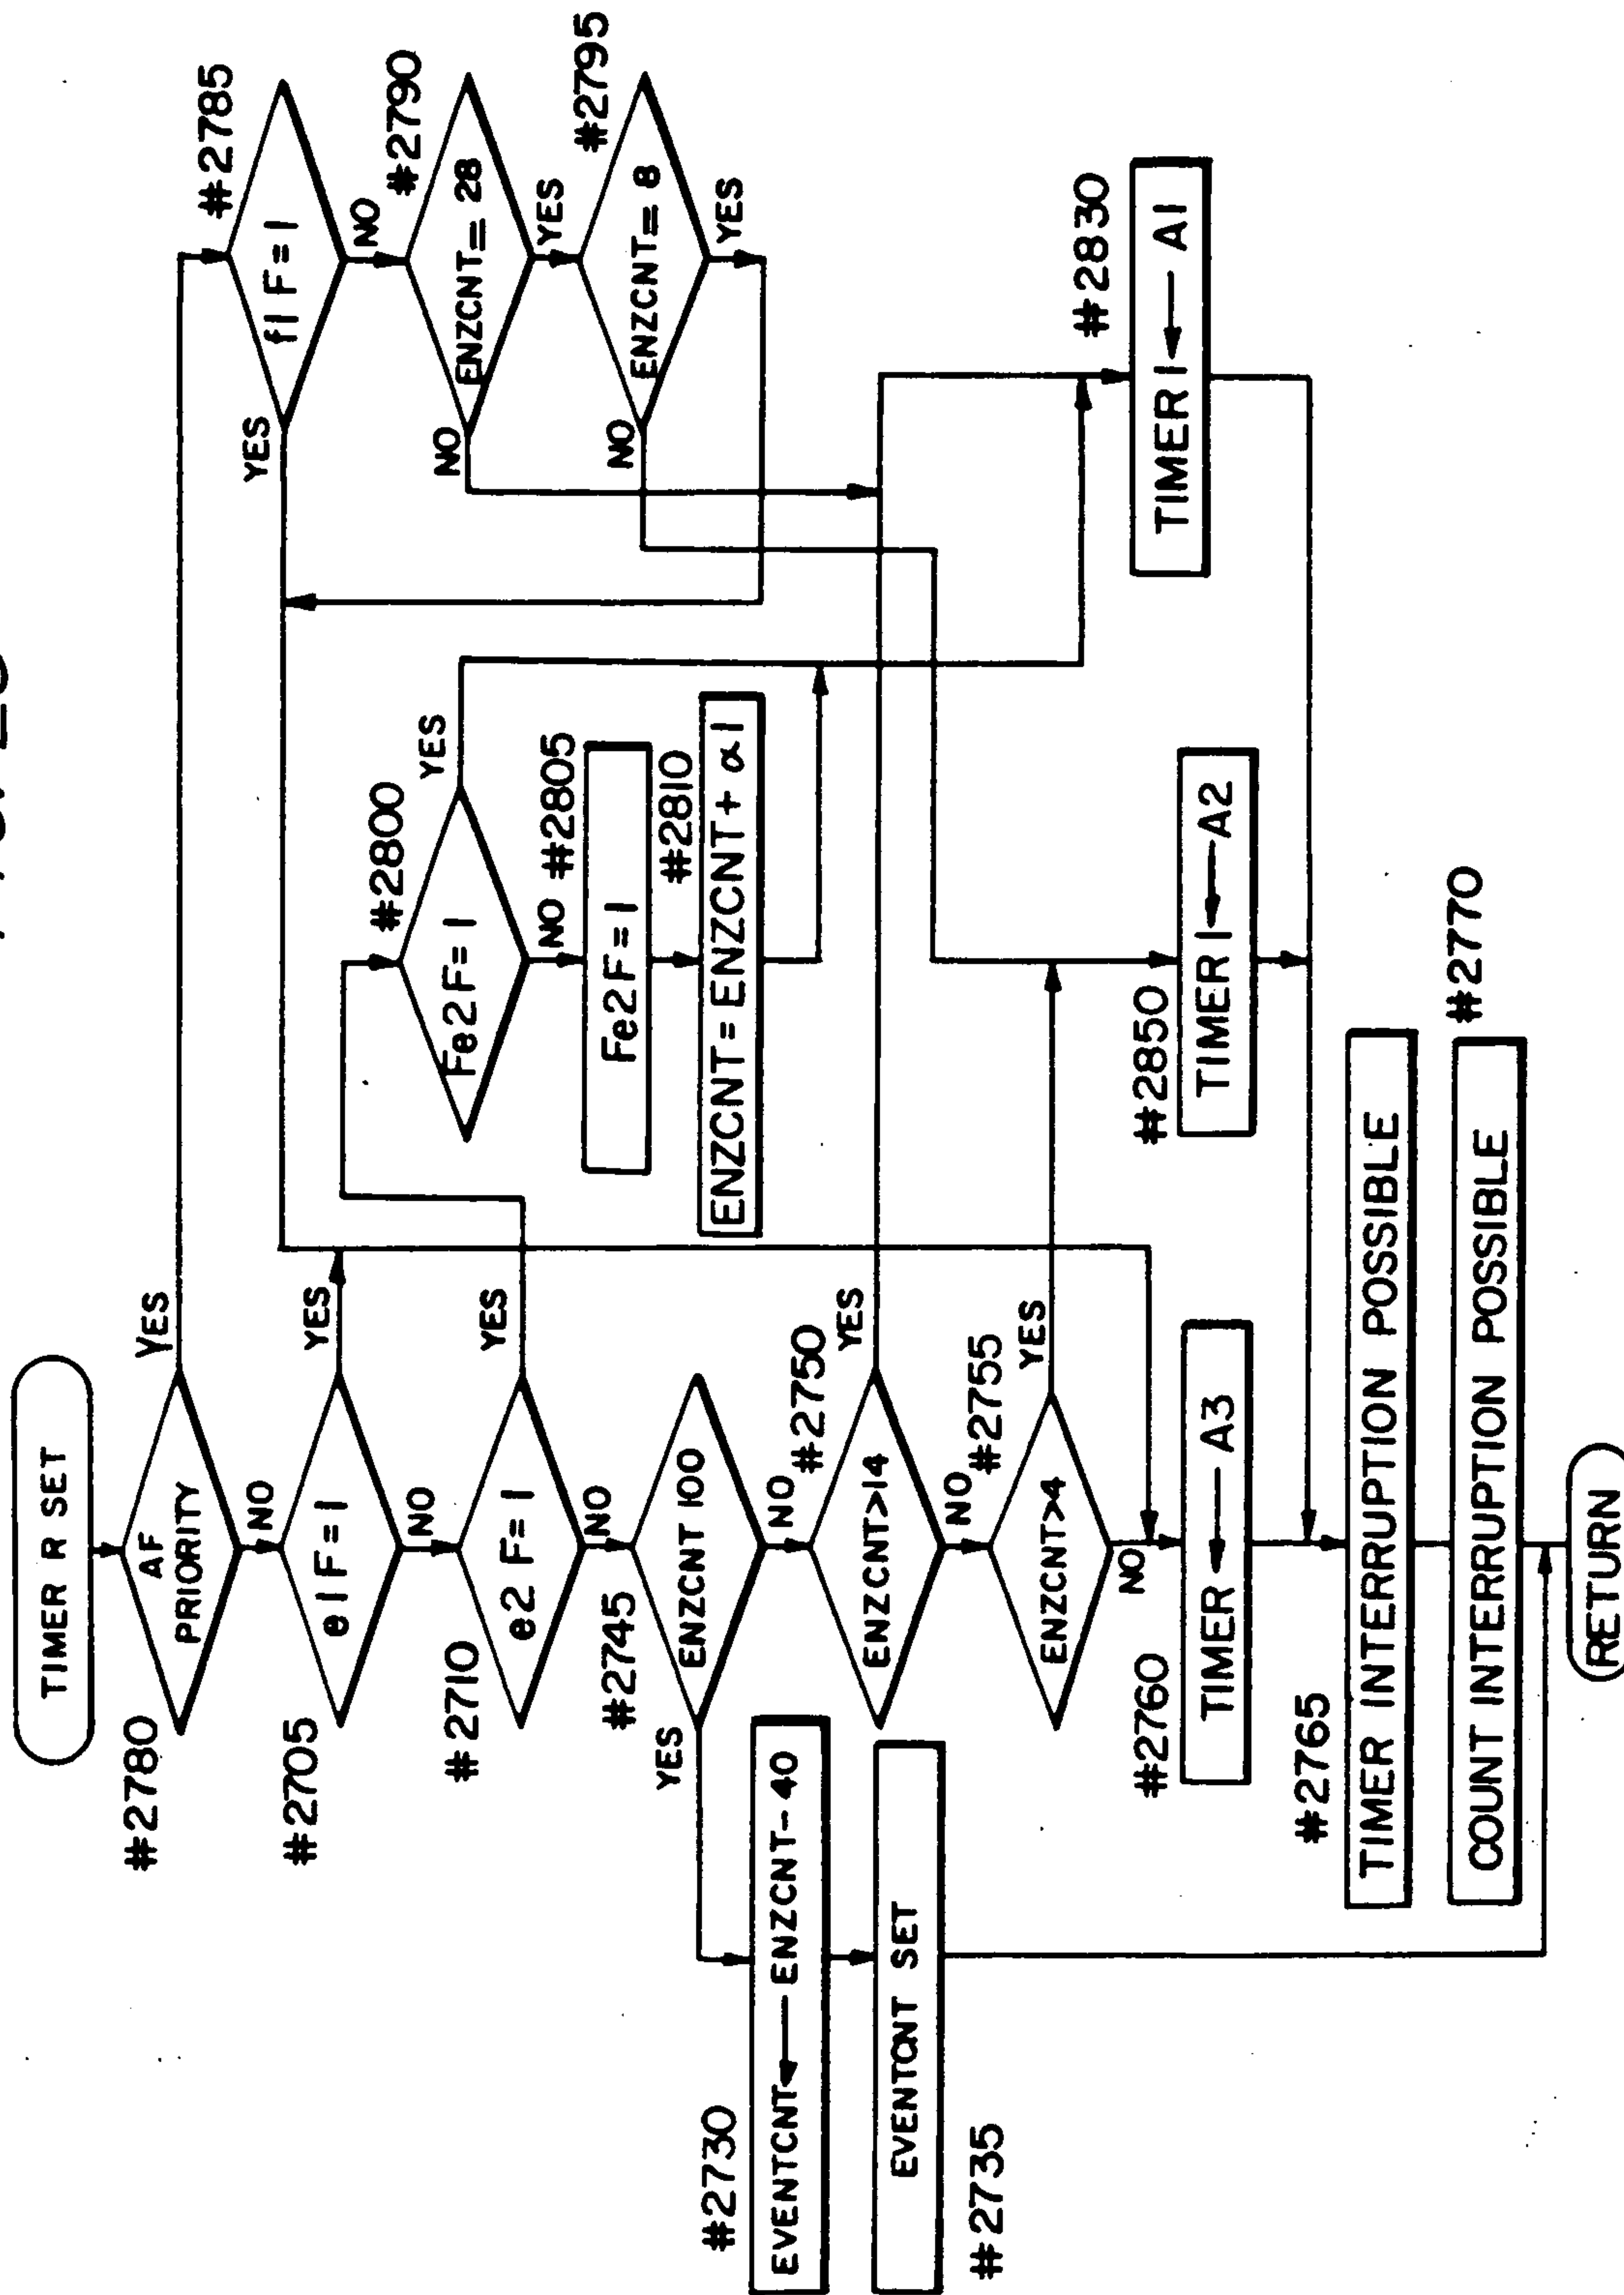 TIMER R SET
#2780
AF
PRIORITY
YES
NO
#2705
e1F=1
YES
NO
#2710
e2F=1
YES
NO
#2745
ENZCNT 100
YES
NO
#2730
EVENTCNT ← ENZCNT-40
EVENTCNT SET
#2735
#2750
ENZCNT>14
YES
NO
#2755
ENZCNT>4
YES
NO
#2760
TIMER ← A3
#2765
TIMER INTERRUPTION POSSIBLE
COUNT INTERRUPTION POSSIBLE
#2770
RETURN
#2800
Fe2F=1
YES
NO
#2805
Fe2F=1
#2810
ENZCNT=ENZCNT+α1
#2850
TIMER1 ← A2
#2785
f1F=1
YES
NO
#2790
ENZCNT=28
NO
YES
#2795
ENZCNT=8
NO
YES
#2830
TIMER1 ← A1